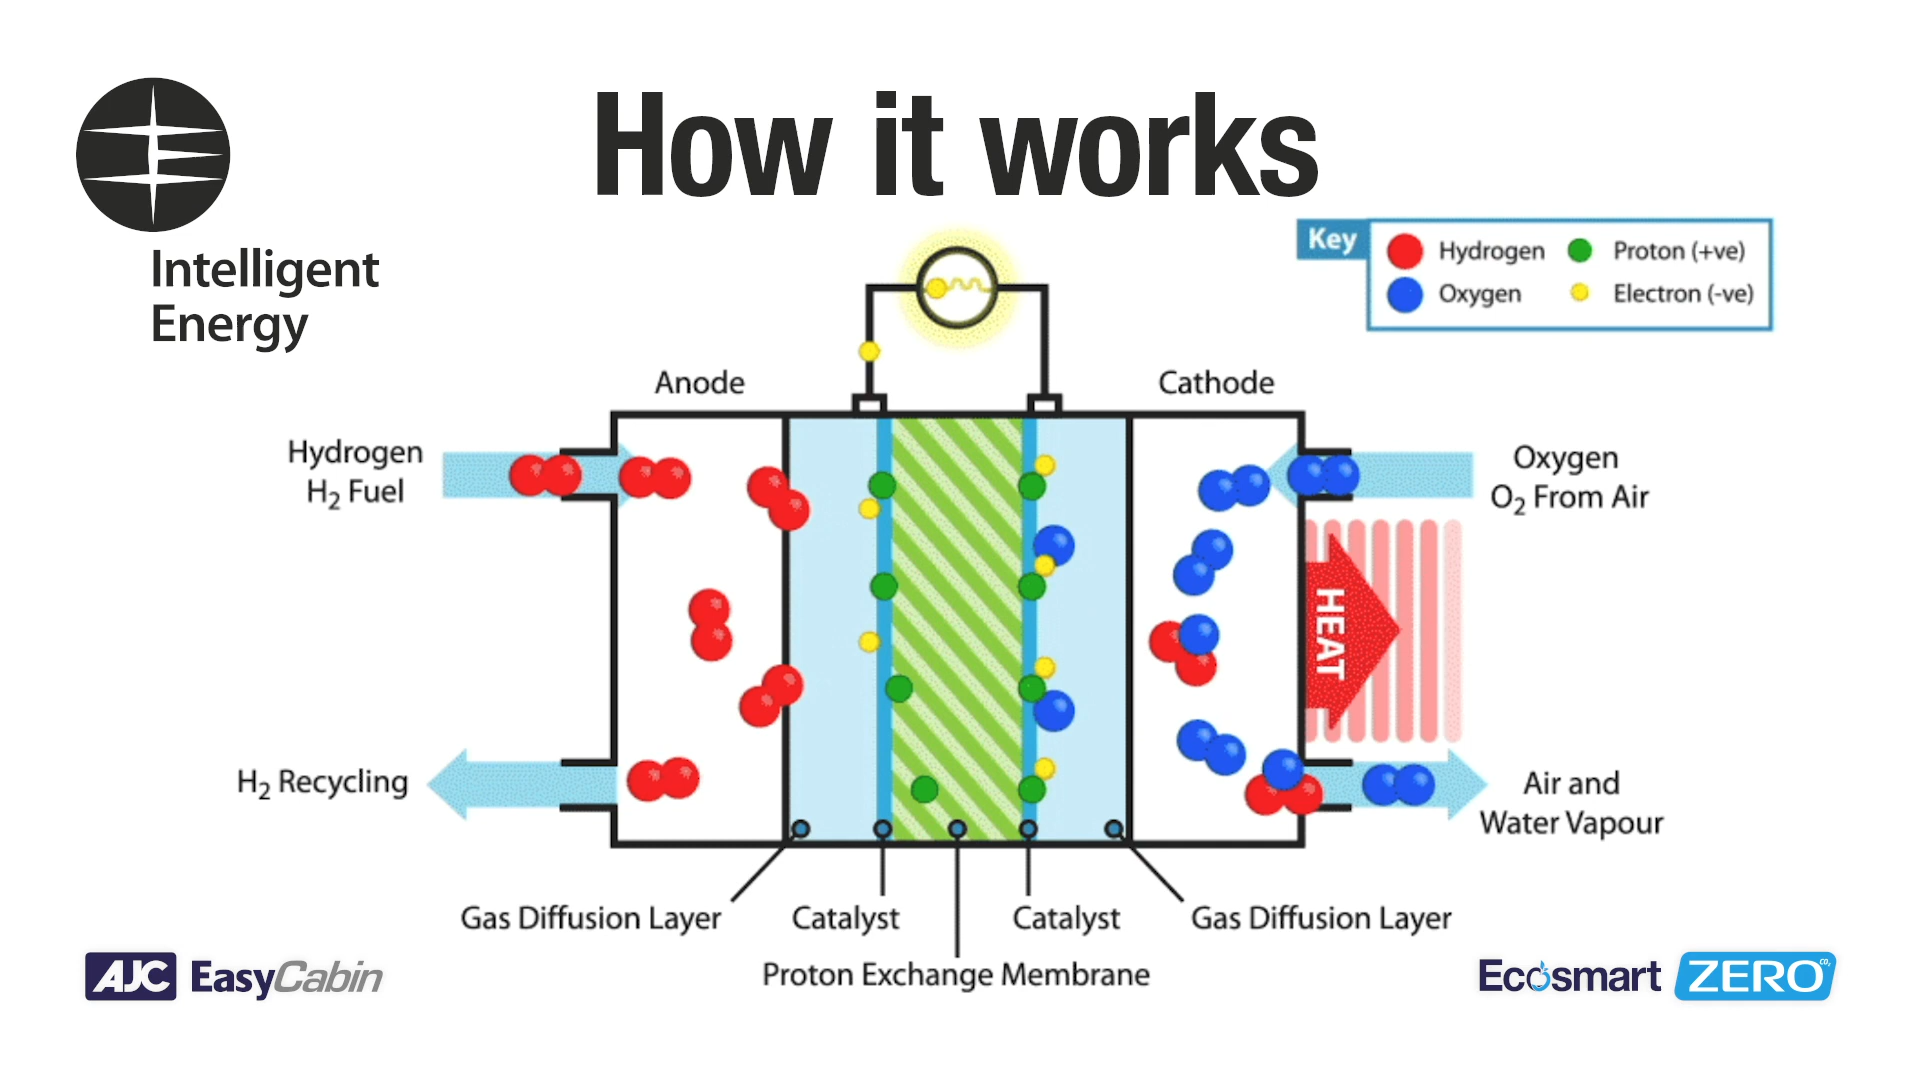 How it works
Intelligent
Energy
Key
Hydrogen
Proton (+ve)
Oxygen
Electron (-ve)
Anode
Cathode
Hydrogen
H₂ Fuel
Oxygen
O₂ From Air
HEAT
H₂ Recycling
Air and
Water Vapour
Gas Diffusion Layer
Catalyst
Catalyst
Gas Diffusion Layer
Proton Exchange Membrane
AJC EasyCabin
Ecosmart ZERO CO₂